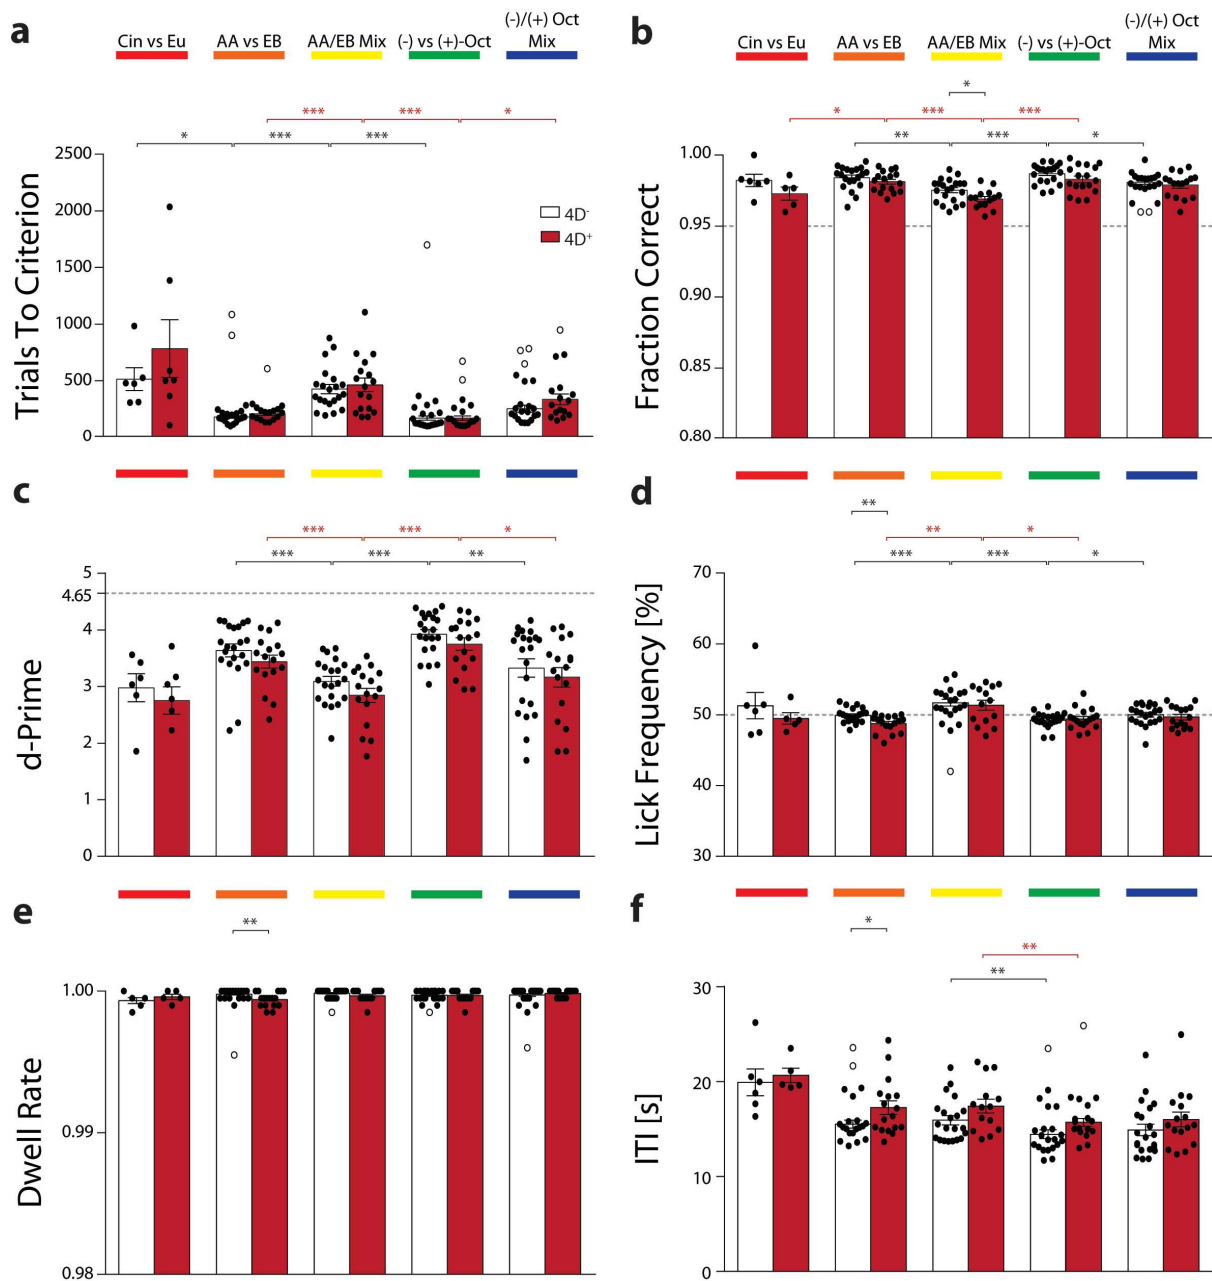 a
Cin vs Eu
AA vs EB
AA/EB Mix
(-) vs (+)-Oct
(-)/(+) Oct
Mix
***
***
*
*
***
***
2500
2000
1500
1000
500
0
Trials To Criterion
4D-
4D+
b
Cin vs Eu
AA vs EB
AA/EB Mix
(-) vs (+)-Oct
(-)/(+) Oct
Mix
*
*
***
***
**
***
*
1.00
0.95
0.90
0.85
0.80
Fraction Correct
c
***
***
*
***
***
**
5
4.65
4
3
2
1
0
d-Prime
d
**
**
*
***
***
*
70
60
50
40
30
Lick Frequency [%]
e
**
1.00
0.99
0.98
Dwell Rate
f
*
**
**
30
20
10
0
ITI [s]